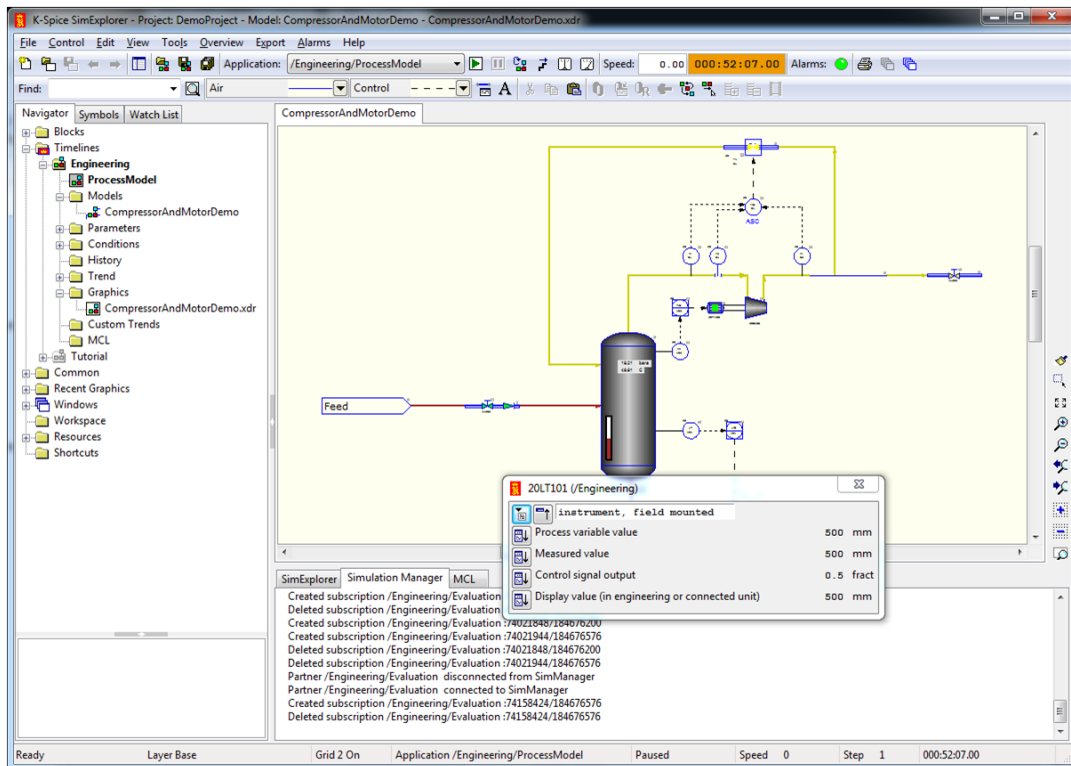 K-Spice SimExplorer - Project: DemoProject - Model: CompressorAndMotorDemo - CompressorAndMotorDemo.xdr
File Control Edit View Tools Overview Export Alarms Help
Application: /Engineering/ProcessModel Speed: 0.00 000:52:07.00 Alarms:
Find: Air Control
Navigator Symbols Watch List
Blocks
Timelines
Engineering
ProcessModel
Models
CompressorAndMotorDemo
Parameters
Conditions
History
Trend
Graphics
CompressorAndMotorDemo.xdr
Custom Trends
MCL
Tutorial
Common
Recent Graphics
Windows
Workspace
Resources
Shortcuts
CompressorAndMotorDemo
ASC
Feed
20LT101 (/Engineering)
instrument, field mounted
Process variable value 500 mm
Measured value 500 mm
Control signal output 0.5 fract
Display value (in engineering or connected unit) 500 mm
SimExplorer Simulation Manager MCL
Created subscription /Engineering/Evaluation
Deleted subscription /Engineering/Evaluation
Created subscription /Engineering/Evaluation :74021848/184676200
Created subscription /Engineering/Evaluation :74021944/184676576
Deleted subscription /Engineering/Evaluation :74021848/184676200
Deleted subscription /Engineering/Evaluation :74021944/184676576
Partner /Engineering/Evaluation disconnected from SimManager
Partner /Engineering/Evaluation connected to SimManager
Created subscription /Engineering/Evaluation :74158424/184676576
Deleted subscription /Engineering/Evaluation :74158424/184676576
Ready Layer Base Grid 2 On Application /Engineering/ProcessModel Paused Speed 0 Step 1 000:52:07.00